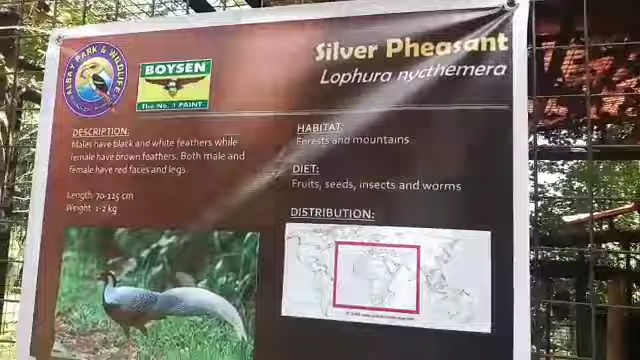 ALBAY PARK & WILDLIFE
BOYSEN
The No. 1 PAINT
Silver Pheasant
Lophura nycthemera
DESCRIPTION:
Males have black and white feathers while
female have brown feathers. Both male and
female have red faces and legs.
Length: 70-125 cm
Weight: 1-2 kg
HABITAT:
Forests and mountains
DIET:
Fruits, seeds, insects and worms
DISTRIBUTION: